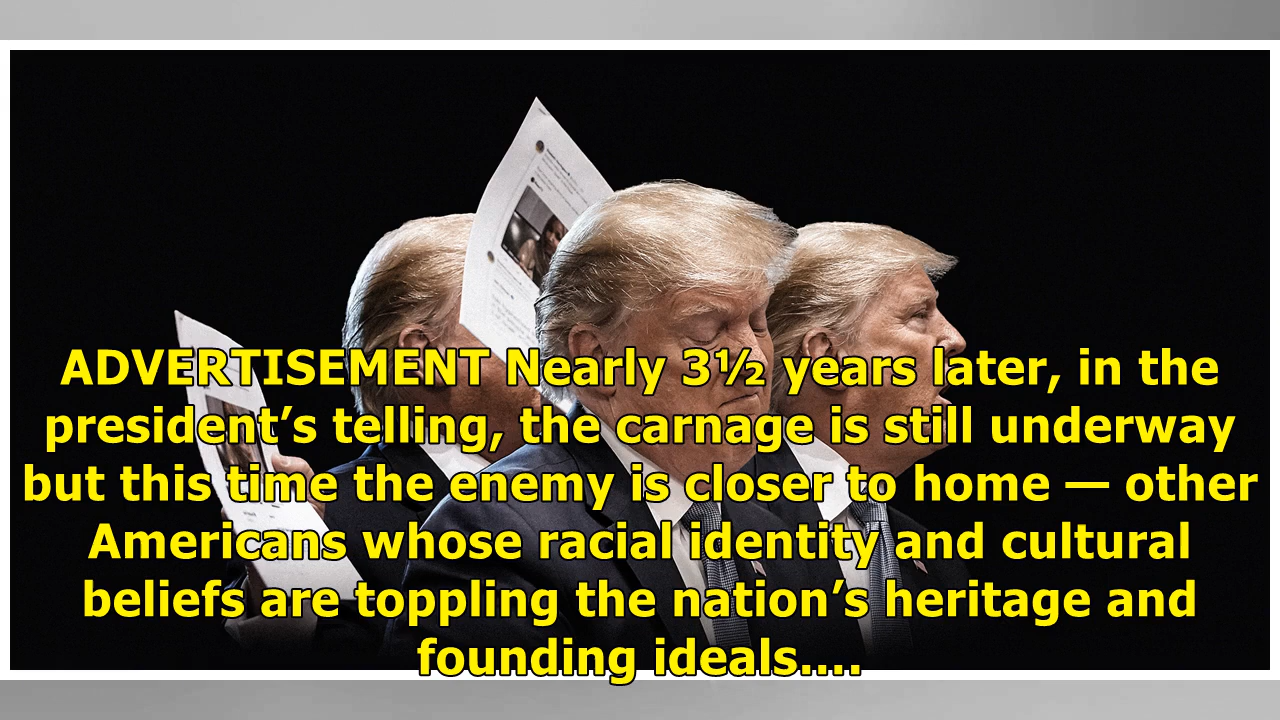 ADVERTISEMENT Nearly 3½ years later, in the
president’s telling, the carnage is still underway
but this time the enemy is closer to home — other
Americans whose racial identity and cultural
beliefs are toppling the nation’s heritage and
founding ideals....